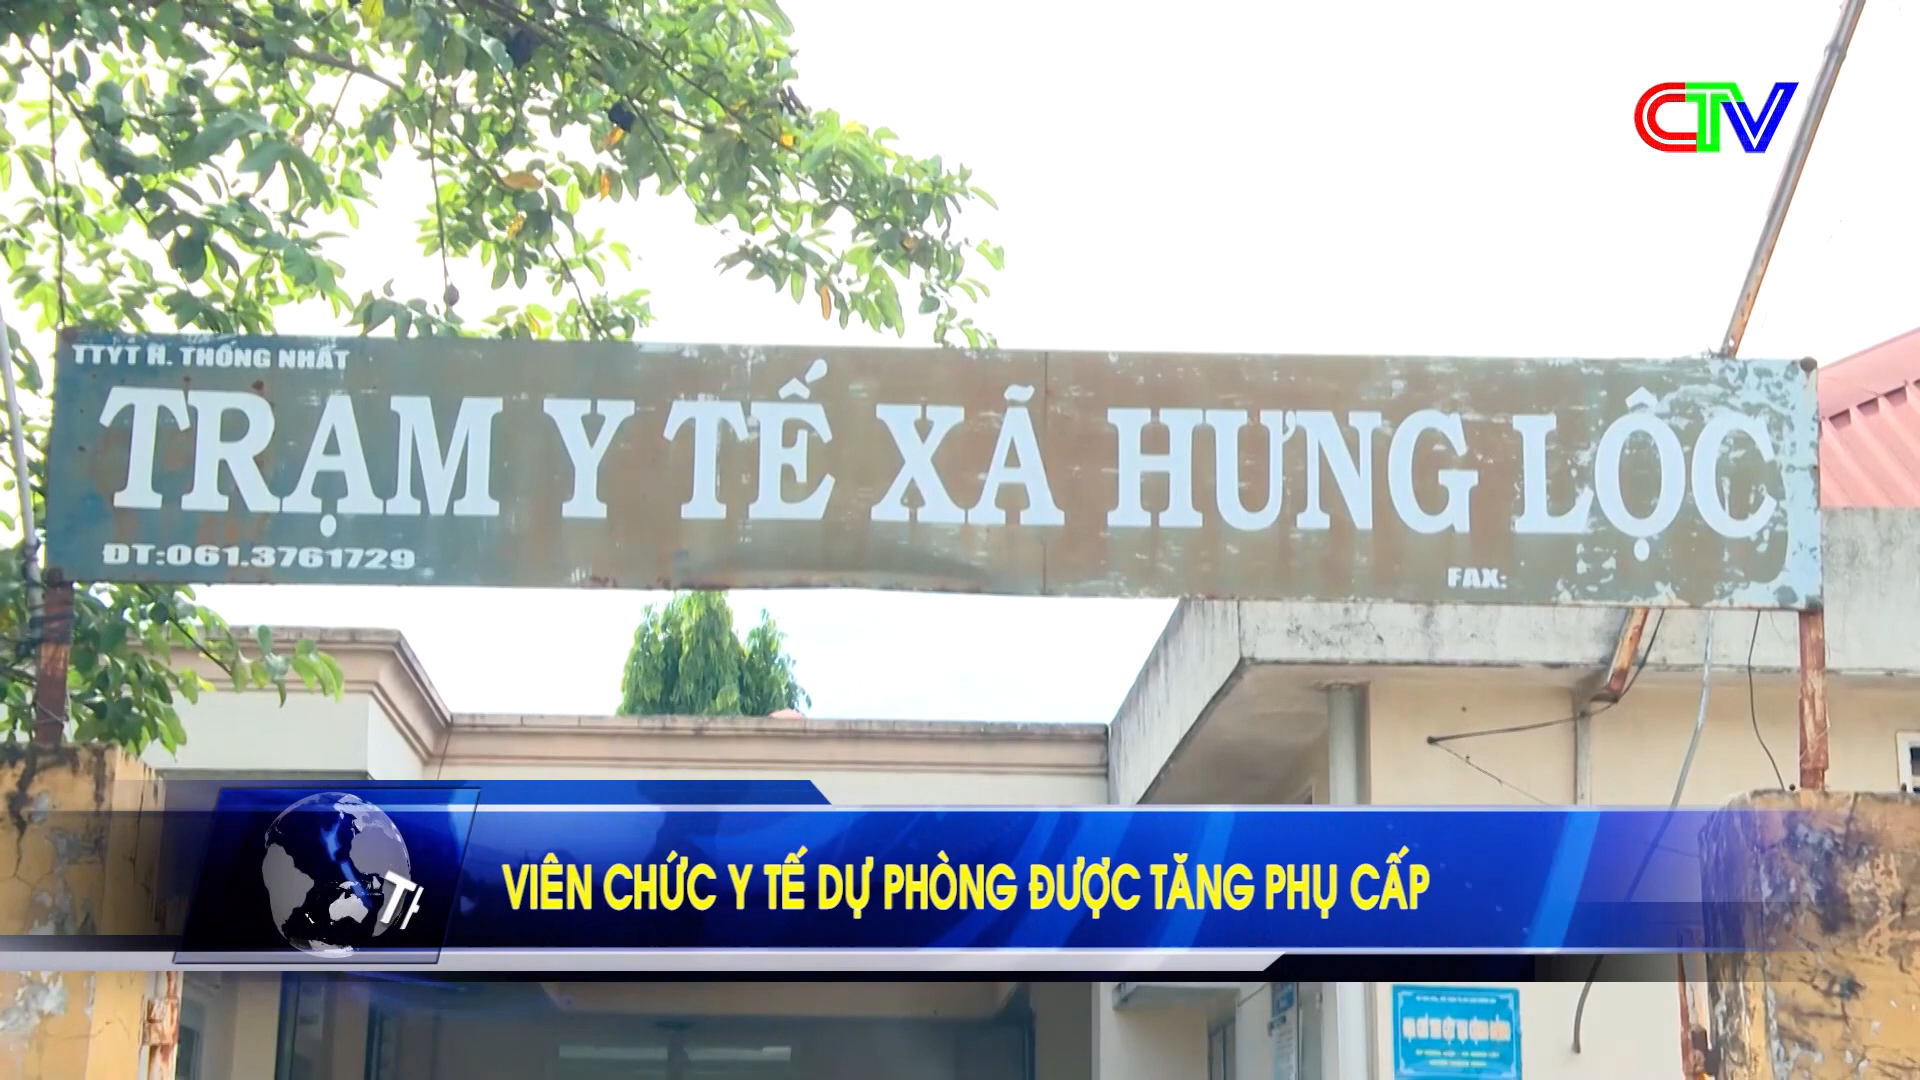 CTV
TTYT H. THỐNG NHẤT
TRẠM Y TẾ XÃ HƯNG LỘC
ĐT:061.3761729
FAX:
VIÊN CHỨC Y TẾ DỰ PHÒNG ĐƯỢC TĂNG PHỤ CẤP